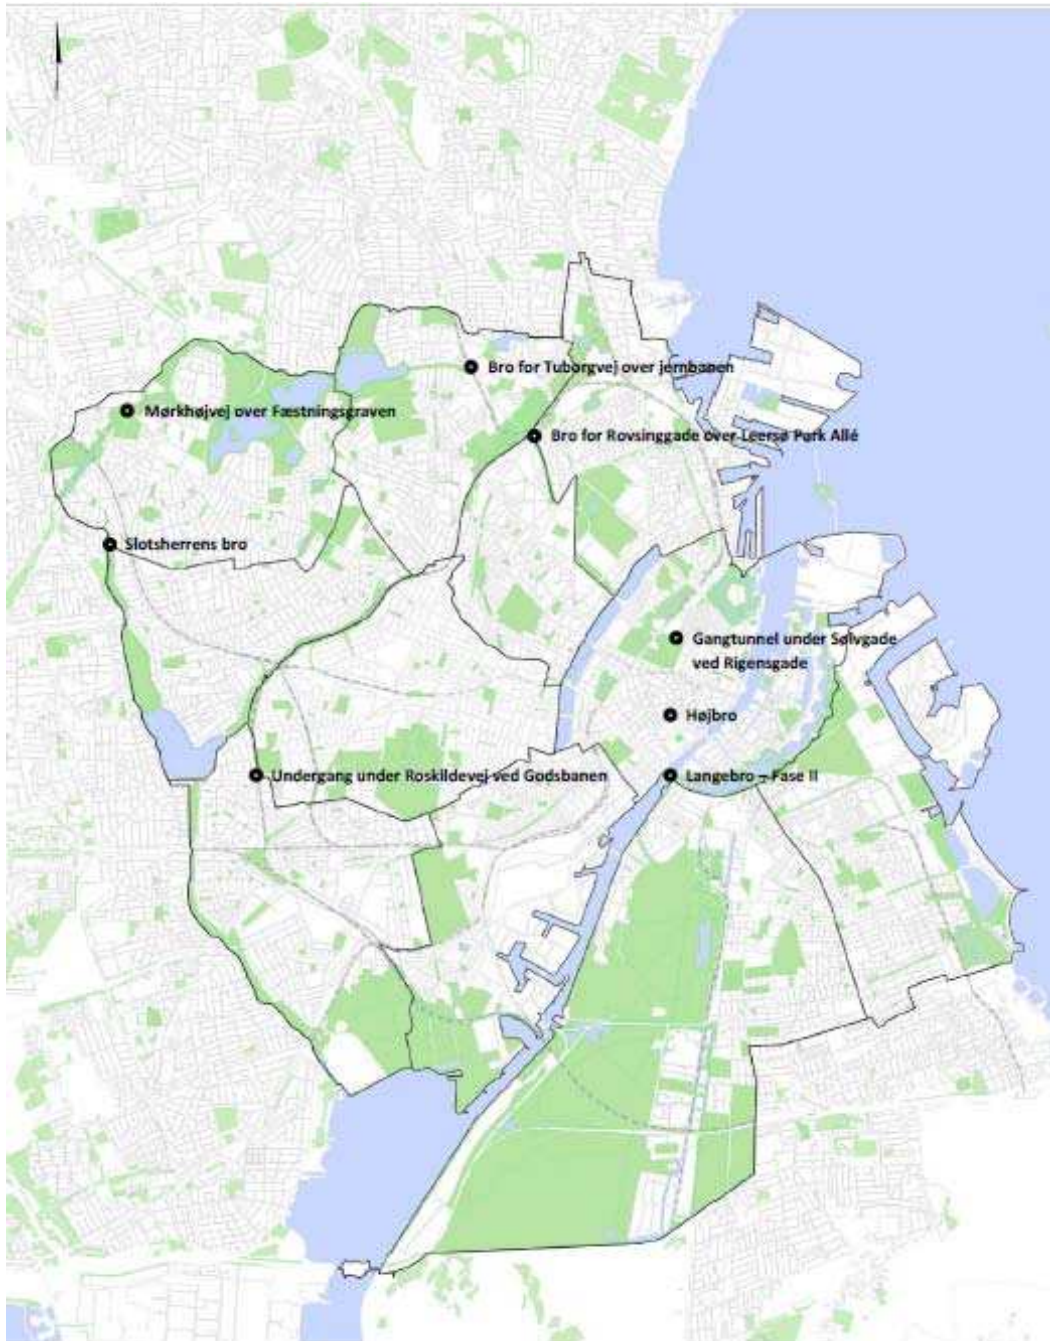 Bro for Tuborgvej over jernbanen
Mørkhøjvej over Fæstningsgraven
Bro for Rovsinggade over Leersø Park Allé
Slotsherrens bro
Gangtunnel under Sølvgade
ved Rigensgade
Højbro
Undergang under Roskildevej ved Godsbanen
Langebro – Fase II